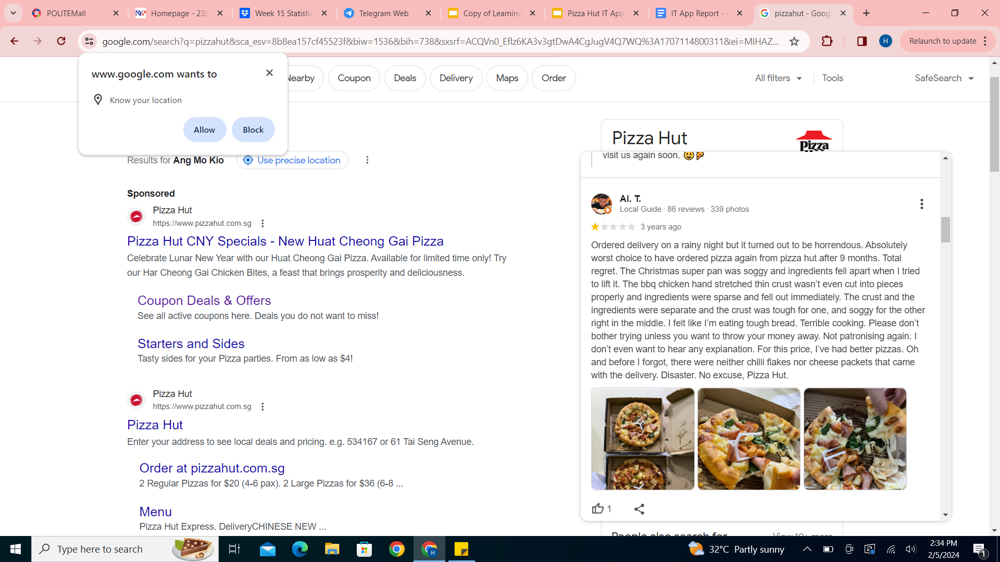 POLITEMall
Homepage - 23S
Week 15 Statistic
Telegram Web
Copy of Learning
Pizza Hut IT App
IT App Report -
pizzahut - Googl
google.com/search?q=pizzahut&sca_esv=8b8ea157cf45523f&biw=1536&bih=738&sxsrf=ACQVn0_Eflz6KA3v3gtDwA4CgJugV4Q7WQ%3A1707114800311&ei=MIHAZ...
H
Relaunch to update
www.google.com wants to
Know your location
Allow
Block
Nearby
Coupon
Deals
Delivery
Maps
Order
All filters
Tools
SafeSearch
Results for Ang Mo Kio
Use precise location
Sponsored
Pizza Hut
https://www.pizzahut.com.sg
Pizza Hut CNY Specials - New Huat Cheong Gai Pizza
Celebrate Lunar New Year with our Huat Cheong Gai Pizza. Available for limited time only! Try
our Har Cheong Gai Chicken Bites, a feast that brings prosperity and deliciousness.
Coupon Deals & Offers
See all active coupons here. Deals you do not want to miss!
Starters and Sides
Tasty sides for your Pizza parties. From as low as $4!
Pizza Hut
https://www.pizzahut.com.sg
Pizza Hut
Enter your address to see local deals and pricing. e.g. 534167 or 61 Tai Seng Avenue.
Order at pizzahut.com.sg
2 Regular Pizzas for $20 (4-6 pax). 2 Large Pizzas for $36 (6-8 ...
Menu
Pizza Hut Express. DeliveryCHINESE NEW ...
Pizza Hut
Pizza
visit us again soon. 😃🍕
Al. T.
Local Guide · 86 reviews · 339 photos
3 years ago
Ordered delivery on a rainy night but it turned out to be horrendous. Absolutely
worst choice to have ordered pizza again from pizza hut after 9 months. Total
regret. The Christmas super pan was soggy and ingredients fell apart when I tried
to lift it. The bbq chicken hand stretched thin crust wasn’t even cut into pieces
properly and ingredients were sparse and fell out immediately. The crust and the
ingredients were separate and the crust was tough for one, and soggy for the other
right in the middle. I felt like I’m eating tough bread. Terrible cooking. Please don’t
bother trying unless you want to throw your money away. Not patronising again. I
don’t even want to hear any explanation. For this price, I’ve had better pizzas. Oh
and before I forgot, there were neither chilli flakes nor cheese packets that came
with the delivery. Disaster. No excuse, Pizza Hut.
1
People also search for
View 10+ more
Type here to search
H
32°C Partly sunny
2:34 PM
2/5/2024
1